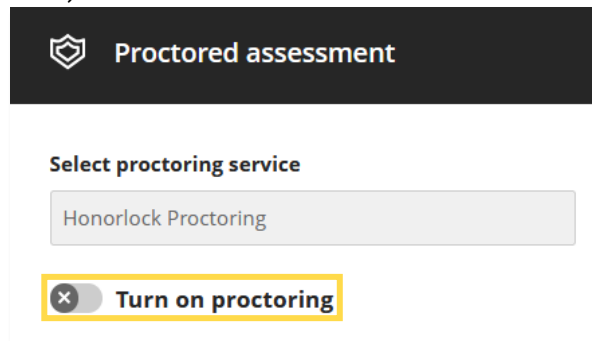 Proctored assessment
Select proctoring service
Honorlock Proctoring
Turn on proctoring